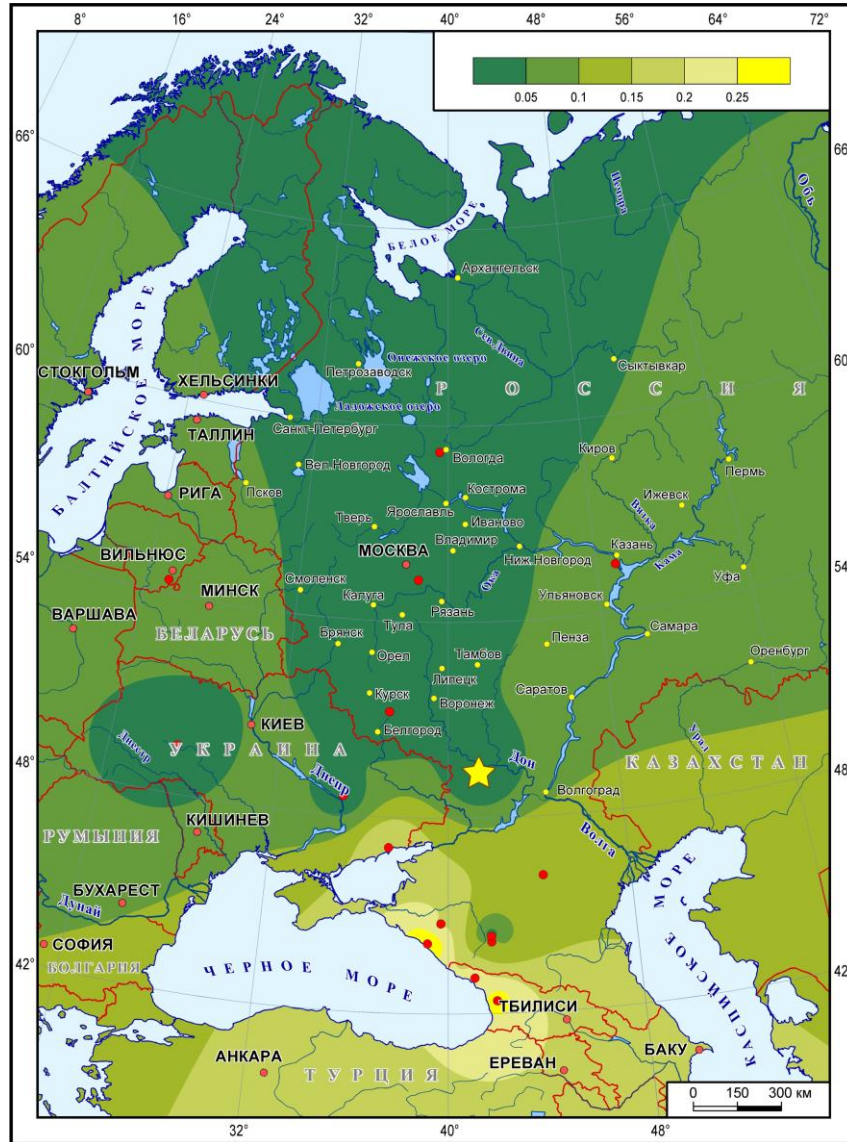 8° 16° 24° 32° 40° 48° 56° 64° 72°
0.05 0.1 0.15 0.2 0.25
66° 66
Обь
Печора
БЕЛОЕ МОРЕ
Архангельск
Сев.Двина
60° 60
Сыктывкар
Онежское озеро
Петрозаводск
РОССИЯ
СТОКГОЛЬМ
ХЕЛЬСИНКИ
Ладожское озеро
Санкт-Петербург
ТАЛЛИН
БАЛТИЙСКОЕ МОРЕ
Вел.Новгород
Вологда
Киров
Пермь
Псков
РИГА
Кострома
Ярославль
Иваново
Ижевск
Вятка
Тверь
Владимир
54° 54
ВИЛЬНЮС
МОСКВА
Ниж.Новгород
Казань
Кама
Уфа
Смоленск
Ока
МИНСК
Калуга
Рязань
Ульяновск
ВАРШАВА
Тула
БЕЛАРУСЬ
Брянск
Пенза
Самара
Орел
Тамбов
Оренбург
Липецк
Курск
Воронеж
Саратов
КИЕВ
Белгород
Урал
УКРАИНА
Днестр
Дон
КАЗАХСТАН
48° 48
Днепр
Волгоград
КИШИНЕВ
РУМЫНИЯ
Волга
БУХАРЕСТ
Дунай
СОФИЯ
БОЛГАРИЯ
42° 42
ЧЕРНОЕ МОРЕ
КАСПИЙСКОЕ МОРЕ
ТБИЛИСИ
АНКАРА
ЕРЕВАН
БАКУ
ТУРЦИЯ
0 150 300 км
32° 40° 48°